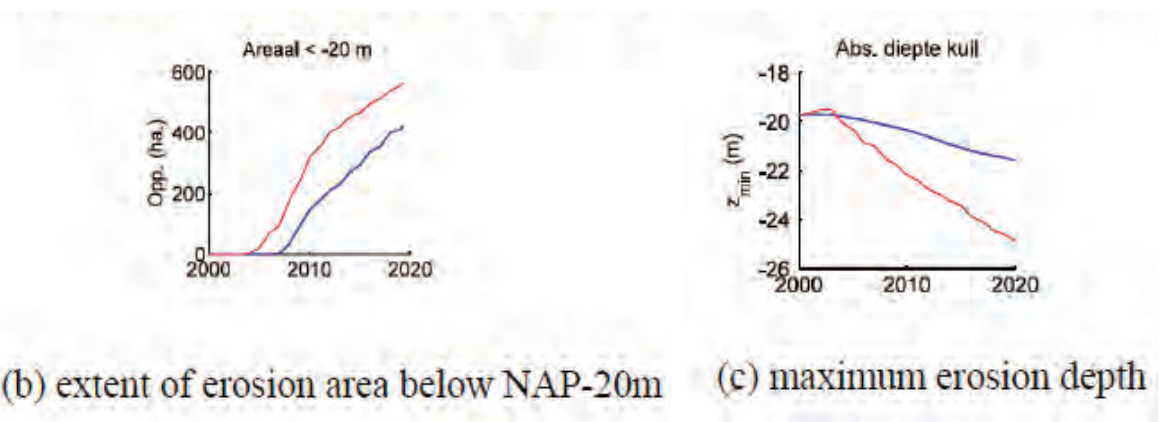 Areaal < -20 m
600
400
200
0
Opp. (ha.)
2000
2010
2020
(b) extent of erosion area below NAP-20m
Abs. diepte kuil
-18
-20
-22
-24
-26
z_min (m)
2000
2010
2020
(c) maximum erosion depth